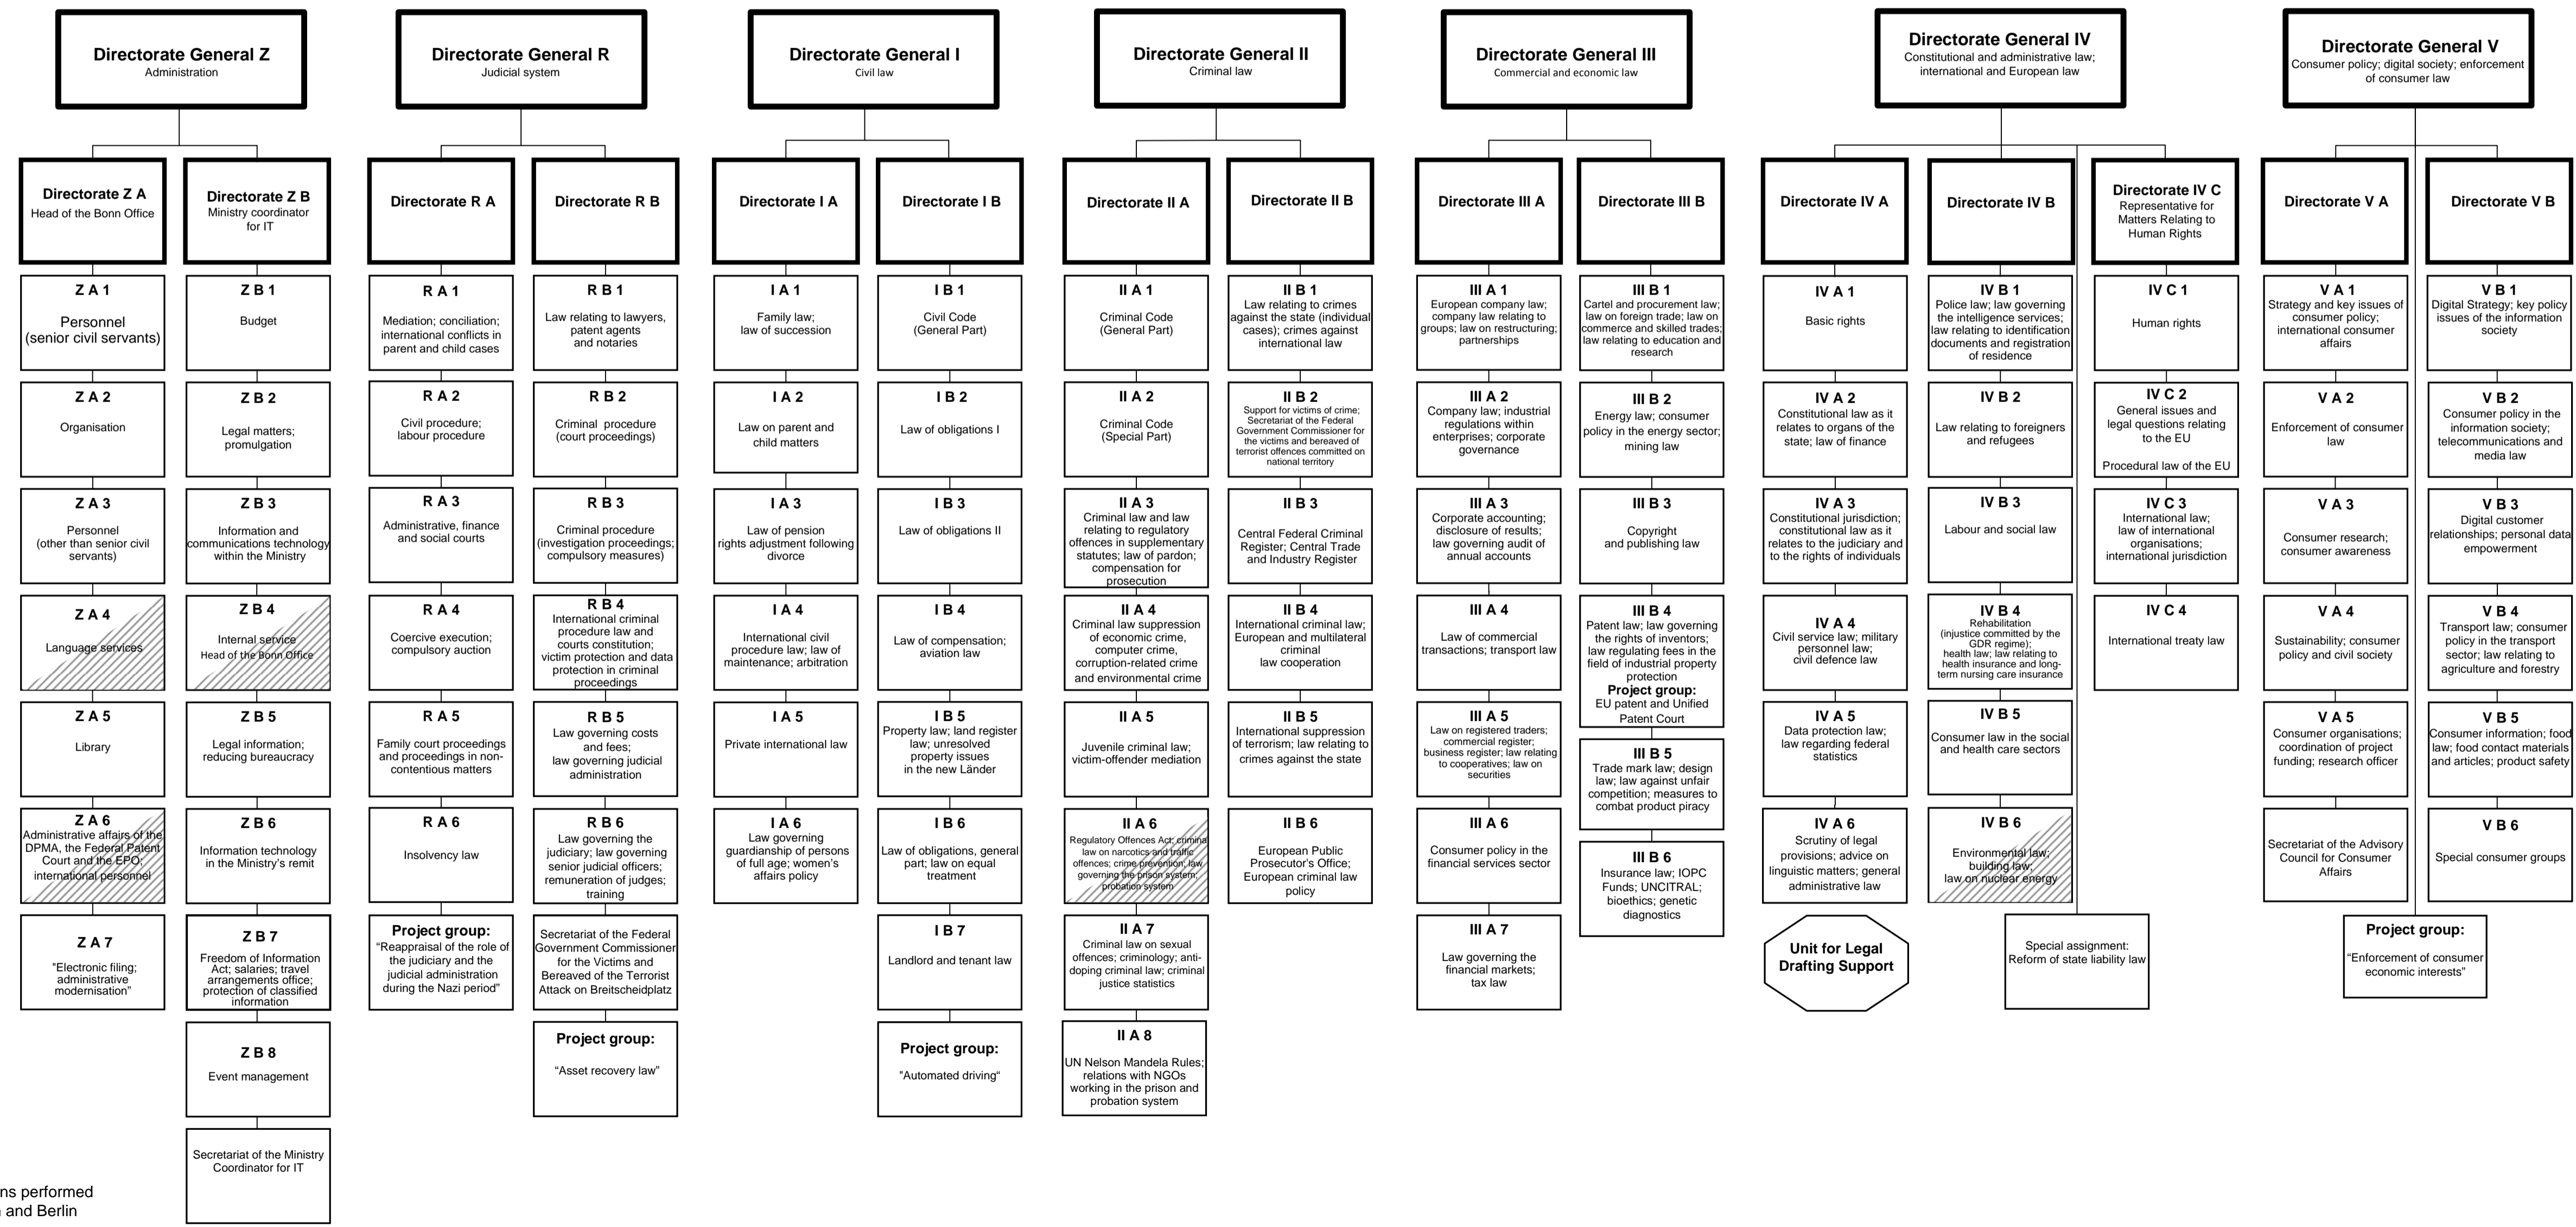 Directorate General Z
Administration
Directorate Z A
Head of the Bonn Office
Z A 1
Personnel
(senior civil servants)
Z A 2
Organisation
Z A 3
Personnel
(other than senior civil
servants)
Z A 4
Language services
Z A 5
Library
Z A 6
Administrative affairs of the
DPMA, the Federal Patent
Court and the EPO;
international personnel
Z A 7
"Electronic filing;
administrative
modernisation"
Directorate Z B
Ministry coordinator
for IT
Z B 1
Budget
Z B 2
Legal matters;
promulgation
Z B 3
Information and
communications technology
within the Ministry
Z B 4
Internal service
Head of the Bonn Office
Z B 5
Legal information;
reducing bureaucracy
Z B 6
Information technology
in the Ministry's remit
Z B 7
Freedom of Information
Act; salaries; travel
arrangements office;
protection of classified
information
Z B 8
Event management
Secretariat of the Ministry
Coordinator for IT
Directorate General R
Judicial system
Directorate R A
R A 1
Mediation; conciliation;
international conflicts in
parent and child cases
R A 2
Civil procedure;
labour procedure
R A 3
Administrative, finance
and social courts
R A 4
Coercive execution;
compulsory auction
R A 5
Family court proceedings
and proceedings in non-
contentious matters
R A 6
Insolvency law
Project group:
“Reappraisal of the role of
the judiciary and the
judicial administration
during the Nazi period”
Directorate R B
R B 1
Law relating to lawyers,
patent agents
and notaries
R B 2
Criminal procedure
(court proceedings)
R B 3
Criminal procedure
(investigation proceedings;
compulsory measures)
R B 4
International criminal
procedure law and
courts constitution;
victim protection and data
protection in criminal
proceedings
R B 5
Law governing costs
and fees;
law governing judicial
administration
R B 6
Law governing the
judiciary; law governing
senior judicial officers;
remuneration of judges;
training
Secretariat of the Federal
Government Commissioner
for the Victims and
Bereaved of the Terrorist
Attack on Breitscheidplatz
Project group:
“Asset recovery law”
Directorate General I
Civil law
Directorate I A
I A 1
Family law;
law of succession
I A 2
Law on parent and
child matters
I A 3
Law of pension
rights adjustment following
divorce
I A 4
International civil
procedure law; law of
maintenance; arbitration
I A 5
Private international law
I A 6
Law governing
guardianship of persons
of full age; women’s
affairs policy
Directorate I B
I B 1
Civil Code
(General Part)
I B 2
Law of obligations I
I B 3
Law of obligations II
I B 4
Law of compensation;
aviation law
I B 5
Property law; land register
law; unresolved
property issues
in the new Länder
I B 6
Law of obligations, general
part; law on equal
treatment
I B 7
Landlord and tenant law
Project group:
"Automated driving“
Directorate General II
Criminal law
Directorate II A
II A 1
Criminal Code
(General Part)
II A 2
Criminal Code
(Special Part)
II A 3
Criminal law and law
relating to regulatory
offences in supplementary
statutes; law of pardon;
compensation for
prosecution
II A 4
Criminal law suppression
of economic crime,
computer crime,
corruption-related crime
and environmental crime
II A 5
Juvenile criminal law;
victim-offender mediation
II A 6
Regulatory Offences Act; criminal
law on narcotics and traffic
offences; crime prevention; law
governing the prison system;
probation system
II A 7
Criminal law on sexual
offences; criminology; anti-
doping criminal law; criminal
justice statistics
II A 8
UN Nelson Mandela Rules;
relations with NGOs
working in the prison and
probation system
Directorate II B
II B 1
Law relating to crimes
against the state (individual
cases); crimes against
international law
II B 2
Support for victims of crime;
Secretariat of the Federal
Government Commissioner for
the victims and bereaved of
terrorist offences committed on
national territory
II B 3
Central Federal Criminal
Register; Central Trade
and Industry Register
II B 4
International criminal law;
European and multilateral
criminal
law cooperation
II B 5
International suppression
of terrorism; law relating to
crimes against the state
II B 6
European Public
Prosecutor’s Office;
European criminal law
policy
Directorate General III
Commercial and economic law
Directorate III A
III A 1
European company law;
company law relating to
groups; law on restructuring;
partnerships
III A 2
Company law; industrial
regulations within
enterprises; corporate
governance
III A 3
Corporate accounting;
disclosure of results;
law governing audit of
annual accounts
III A 4
Law of commercial
transactions; transport law
III A 5
Law on registered traders;
commercial register;
business register; law relating
to cooperatives; law on
securities
III A 6
Consumer policy in the
financial services sector
III A 7
Law governing the
financial markets;
tax law
Directorate III B
III B 1
Cartel and procurement law;
law on foreign trade; law on
commerce and skilled trades;
law relating to education and
research
III B 2
Energy law; consumer
policy in the energy sector;
mining law
III B 3
Copyright
and publishing law
III B 4
Patent law; law governing
the rights of inventors;
law regulating fees in the
field of industrial property
protection
Project group:
EU patent and Unified
Patent Court
III B 5
Trade mark law; design
law; law against unfair
competition; measures to
combat product piracy
III B 6
Insurance law; IOPC
Funds; UNCITRAL;
bioethics; genetic
diagnostics
Directorate General IV
Constitutional and administrative law;
international and European law
Directorate IV A
IV A 1
Basic rights
IV A 2
Constitutional law as it
relates to organs of the
state; law of finance
IV A 3
Constitutional jurisdiction;
constitutional law as it
relates to the judiciary and
to the rights of individuals
IV A 4
Civil service law; military
personnel law;
civil defence law
IV A 5
Data protection law;
law regarding federal
statistics
IV A 6
Scrutiny of legal
provisions; advice on
linguistic matters; general
administrative law
Unit for Legal
Drafting Support
Directorate IV B
IV B 1
Police law; law governing
the intelligence services;
law relating to identification
documents and registration
of residence
IV B 2
Law relating to foreigners
and refugees
IV B 3
Labour and social law
IV B 4
Rehabilitation
(injustice committed by the
GDR regime);
health law; law relating to
health insurance and long-
term nursing care insurance
IV B 5
Consumer law in the social
and health care sectors
IV B 6
Environmental law;
building law;
law on nuclear energy
Special assignment:
Reform of state liability law
Directorate IV C
Representative for
Matters Relating to
Human Rights
IV C 1
Human rights
IV C 2
General issues and
legal questions relating
to the EU
Procedural law of the EU
IV C 3
International law;
law of international
organisations;
international jurisdiction
IV C 4
International treaty law
Directorate General V
Consumer policy; digital society; enforcement
of consumer law
Directorate V A
V A 1
Strategy and key issues of
consumer policy;
international consumer
affairs
V A 2
Enforcement of consumer
law
V A 3
Consumer research;
consumer awareness
V A 4
Sustainability; consumer
policy and civil society
V A 5
Consumer organisations;
coordination of project
funding; research officer
Secretariat of the Advisory
Council for Consumer
Affairs
Directorate V B
V B 1
Digital Strategy; key policy
issues of the information
society
V B 2
Consumer policy in the
information society;
telecommunications and
media law
V B 3
Digital customer
relationships; personal data
empowerment
V B 4
Transport law; consumer
policy in the transport
sector; law relating to
agriculture and forestry
V B 5
Consumer information; food
law; food contact materials
and articles; product safety
V B 6
Special consumer groups
Project group:
“Enforcement of consumer
economic interests”
performed
and Berlin